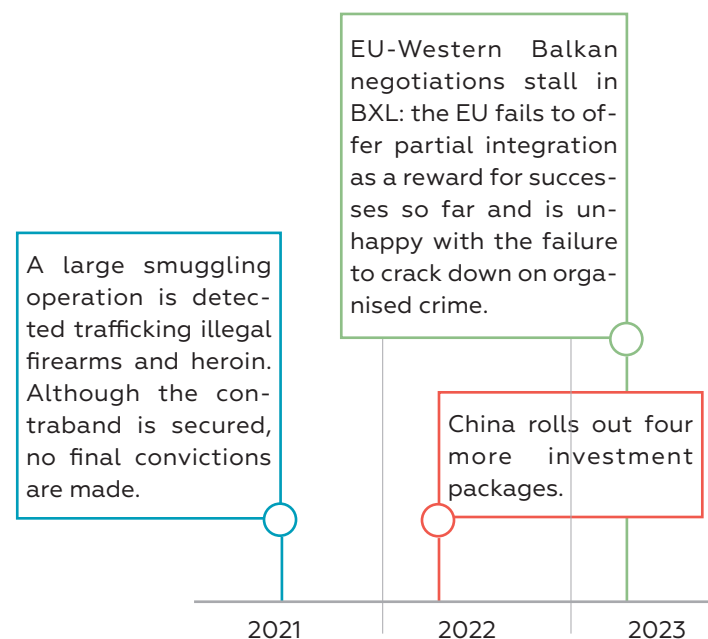 EU-Western Balkan
negotiations stall in
BXL: the EU fails to of-
fer partial integration
as a reward for succes-
ses so far and is un-
happy with the failure
to crack down on orga-
nised crime.
A large smuggling
operation is detec-
ted trafficking illegal
firearms and heroin.
Although the con-
traband is secured,
no final convictions
are made.
China rolls out four
more investment
packages.
2021
2022
2023